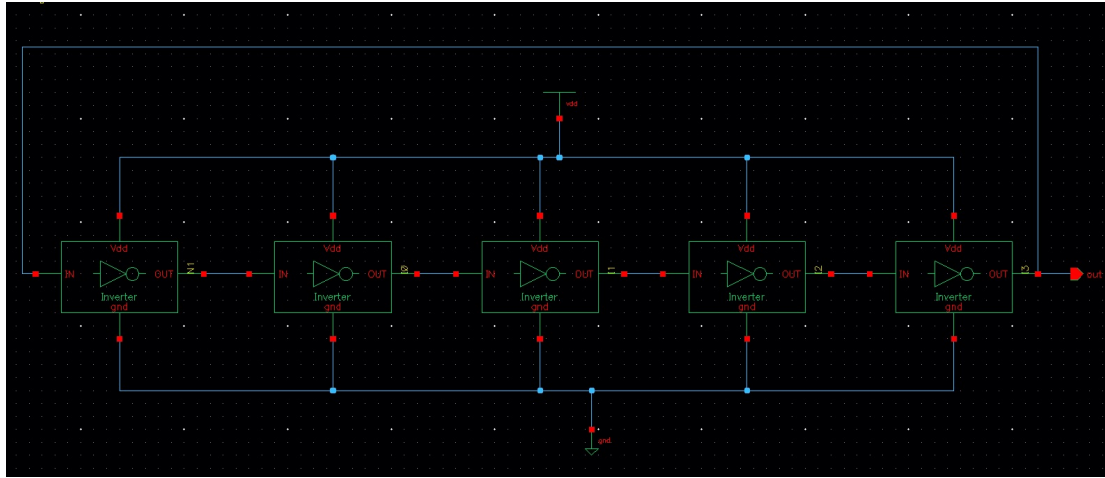 vdd
Vdd Vdd Vdd Vdd Vdd
IN OUT N1 IN OUT I0 IN OUT I1 IN OUT I2 IN OUT I3 out
Inverter Inverter Inverter Inverter Inverter
gnd gnd gnd gnd gnd
gnd